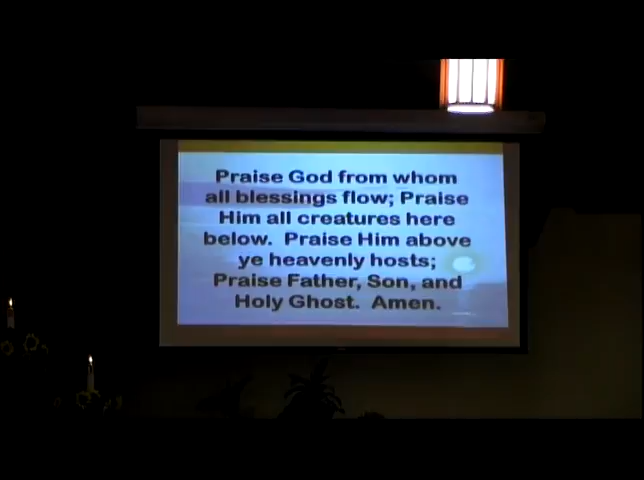 Praise God from whom
all blessings flow; Praise
Him all creatures here
below.  Praise Him above
ye heavenly hosts;
Praise Father, Son, and
Holy Ghost.  Amen.